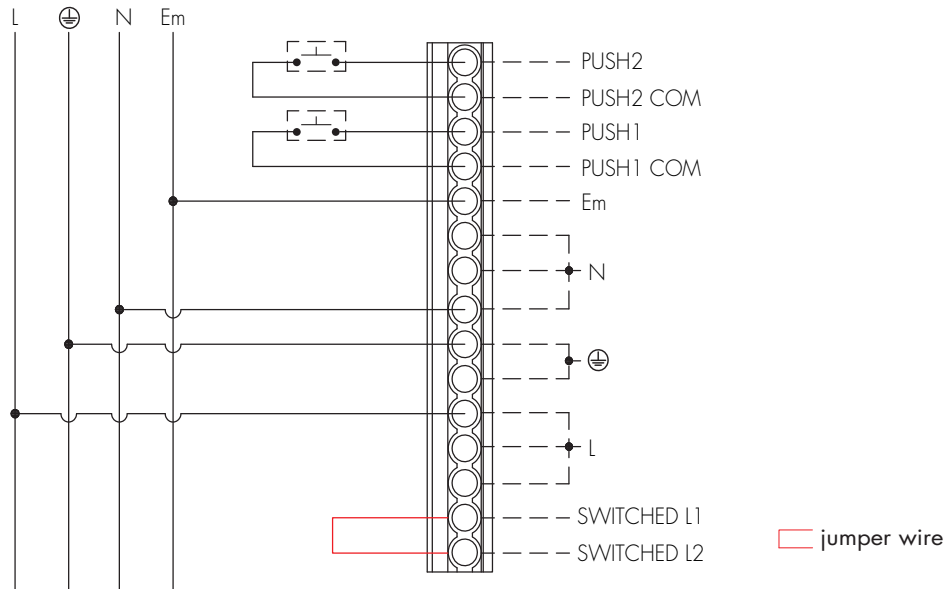 L N Em
PUSH2
PUSH2 COM
PUSH1
PUSH1 COM
Em
N
L
SWITCHED L1
SWITCHED L2
jumper wire